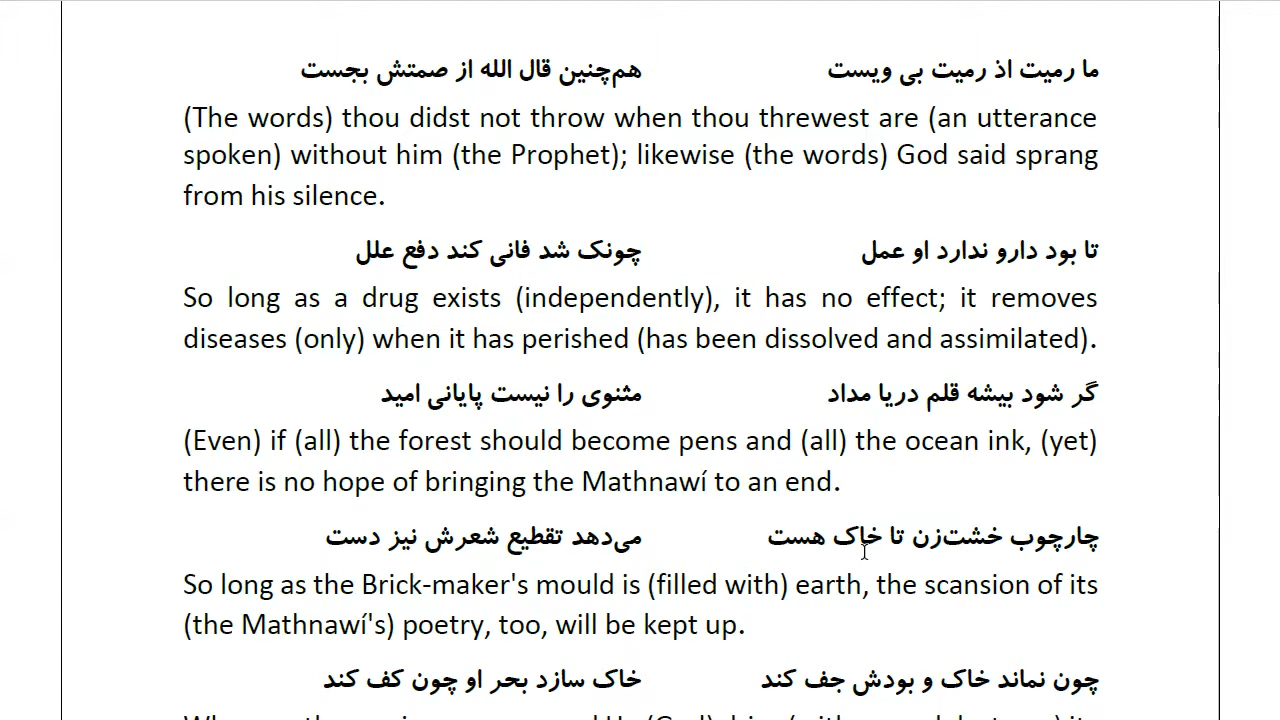 ما رمیت اذ رمیت بی ویست هم‌چنین قال الله از صمتش بجست
(The words) thou didst not throw when thou threwest are (an utterance
spoken) without him (the Prophet); likewise (the words) God said sprang
from his silence.
تا بود دارو ندارد او عمل چونک شد فانی کند دفع علل
So long as a drug exists (independently), it has no effect; it removes
diseases (only) when it has perished (has been dissolved and assimilated).
گر شود بیشه قلم دریا مداد مثنوی را نیست پایانی امید
(Even) if (all) the forest should become pens and (all) the ocean ink, (yet)
there is no hope of bringing the Mathnawí to an end.
چارچوب خشت‌زن تا خاک هست می‌دهد تقطیع شعرش نیز دست
So long as the Brick-maker's mould is (filled with) earth, the scansion of its
(the Mathnawí's) poetry, too, will be kept up.
چون نماند خاک و بودش جف کند خاک سازد بحر او چون کف کند